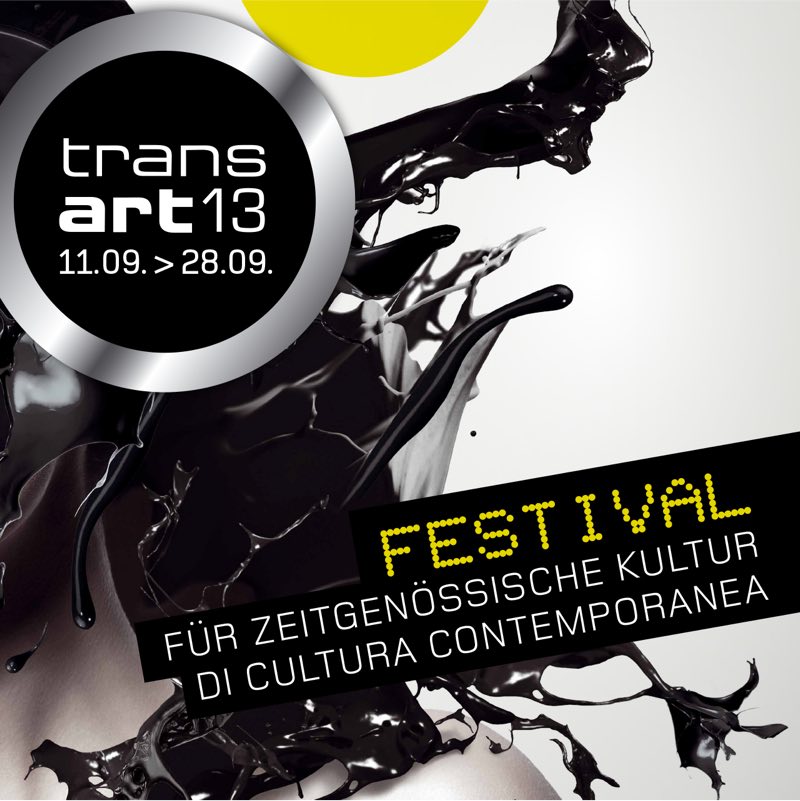 trans
art13
11.09. > 28.09.
FESTIVAL
FÜR ZEITGENÖSSISCHE KULTUR
DI CULTURA CONTEMPORANEA